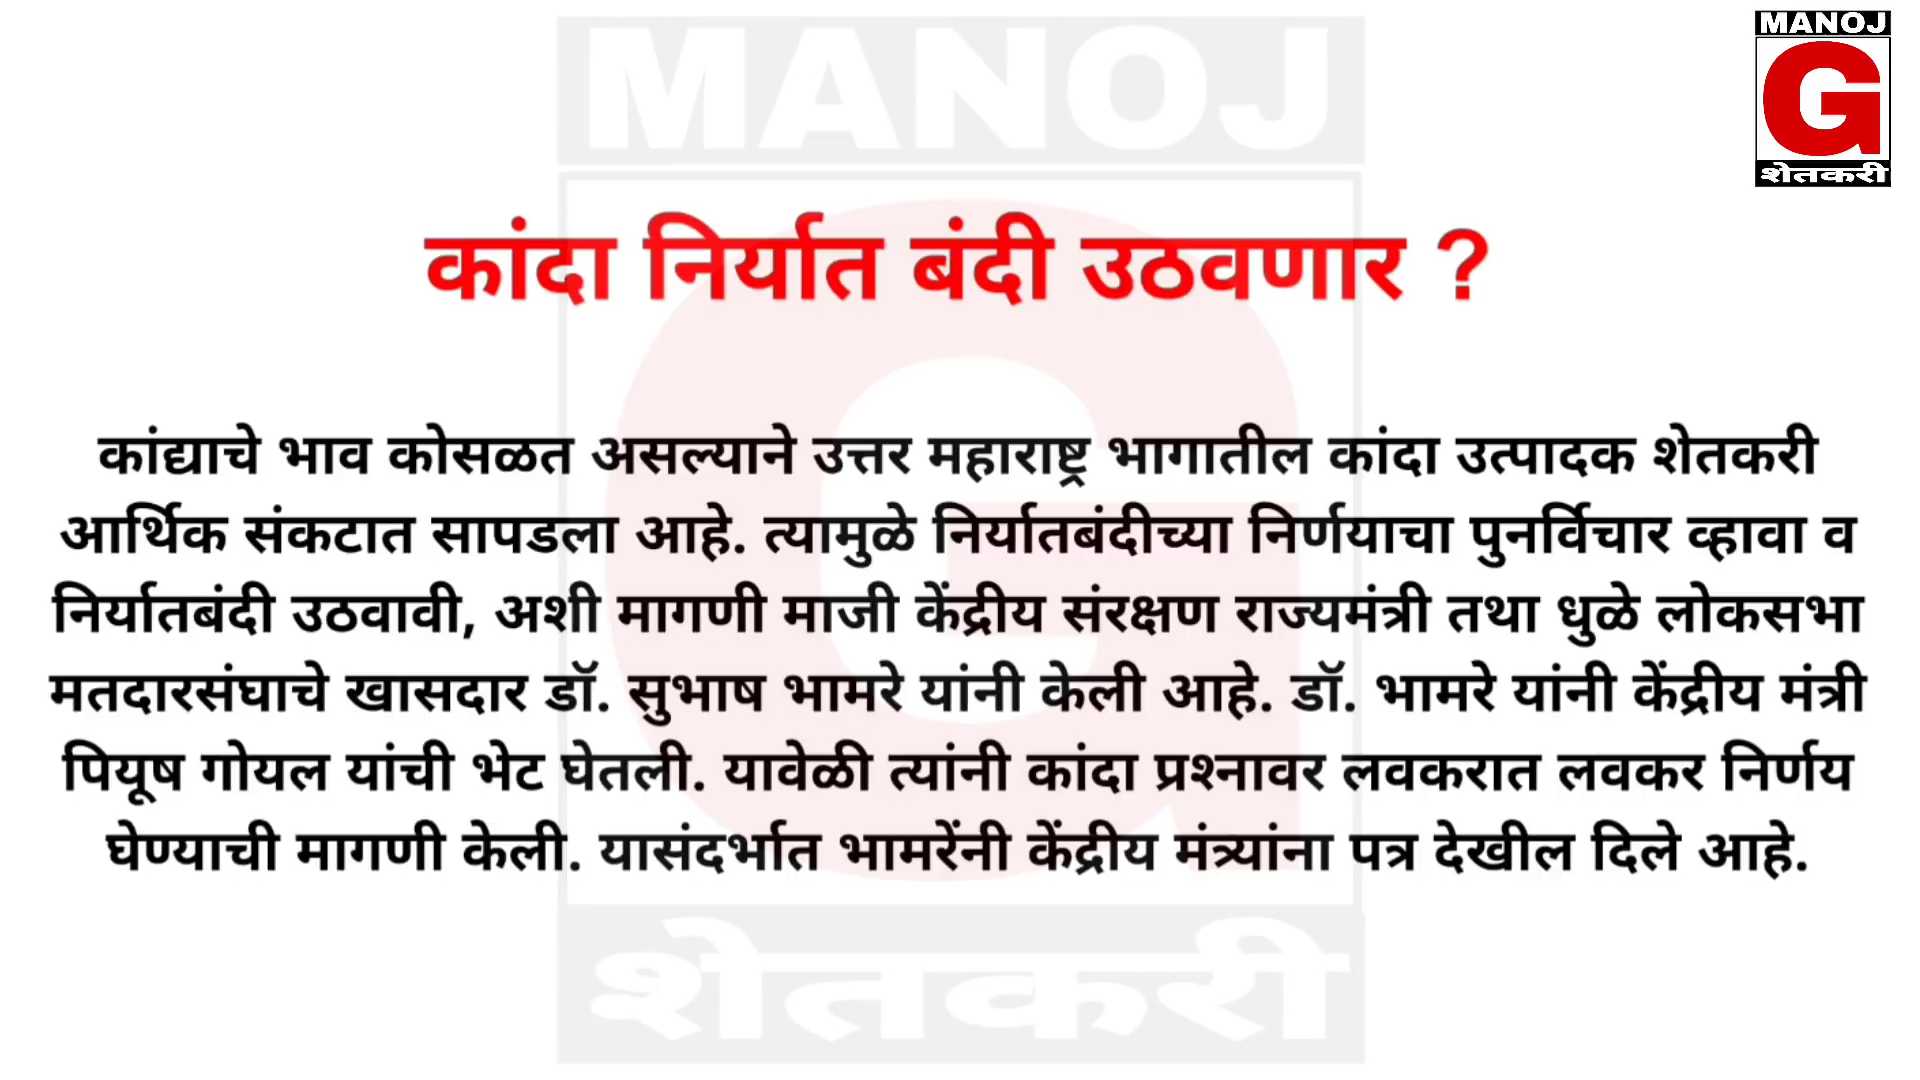 MANOJ
G
शेतकरी
कांदा निर्यात बंदी उठवणार ?
कांद्याचे भाव कोसळत असल्याने उत्तर महाराष्ट्र भागातील कांदा उत्पादक शेतकरी
आर्थिक संकटात सापडला आहे. त्यामुळे निर्यातबंदीच्या निर्णयाचा पुनर्विचार व्हावा व
निर्यातबंदी उठवावी, अशी मागणी माजी केंद्रीय संरक्षण राज्यमंत्री तथा धुळे लोकसभा
मतदारसंघाचे खासदार डॉ. सुभाष भामरे यांनी केली आहे. डॉ. भामरे यांनी केंद्रीय मंत्री
पियूष गोयल यांची भेट घेतली. यावेळी त्यांनी कांदा प्रश्नावर लवकरात लवकर निर्णय
घेण्याची मागणी केली. यासंदर्भात भामरेंनी केंद्रीय मंत्र्यांना पत्र देखील दिले आहे.
MANOJ
G
शेतकरी